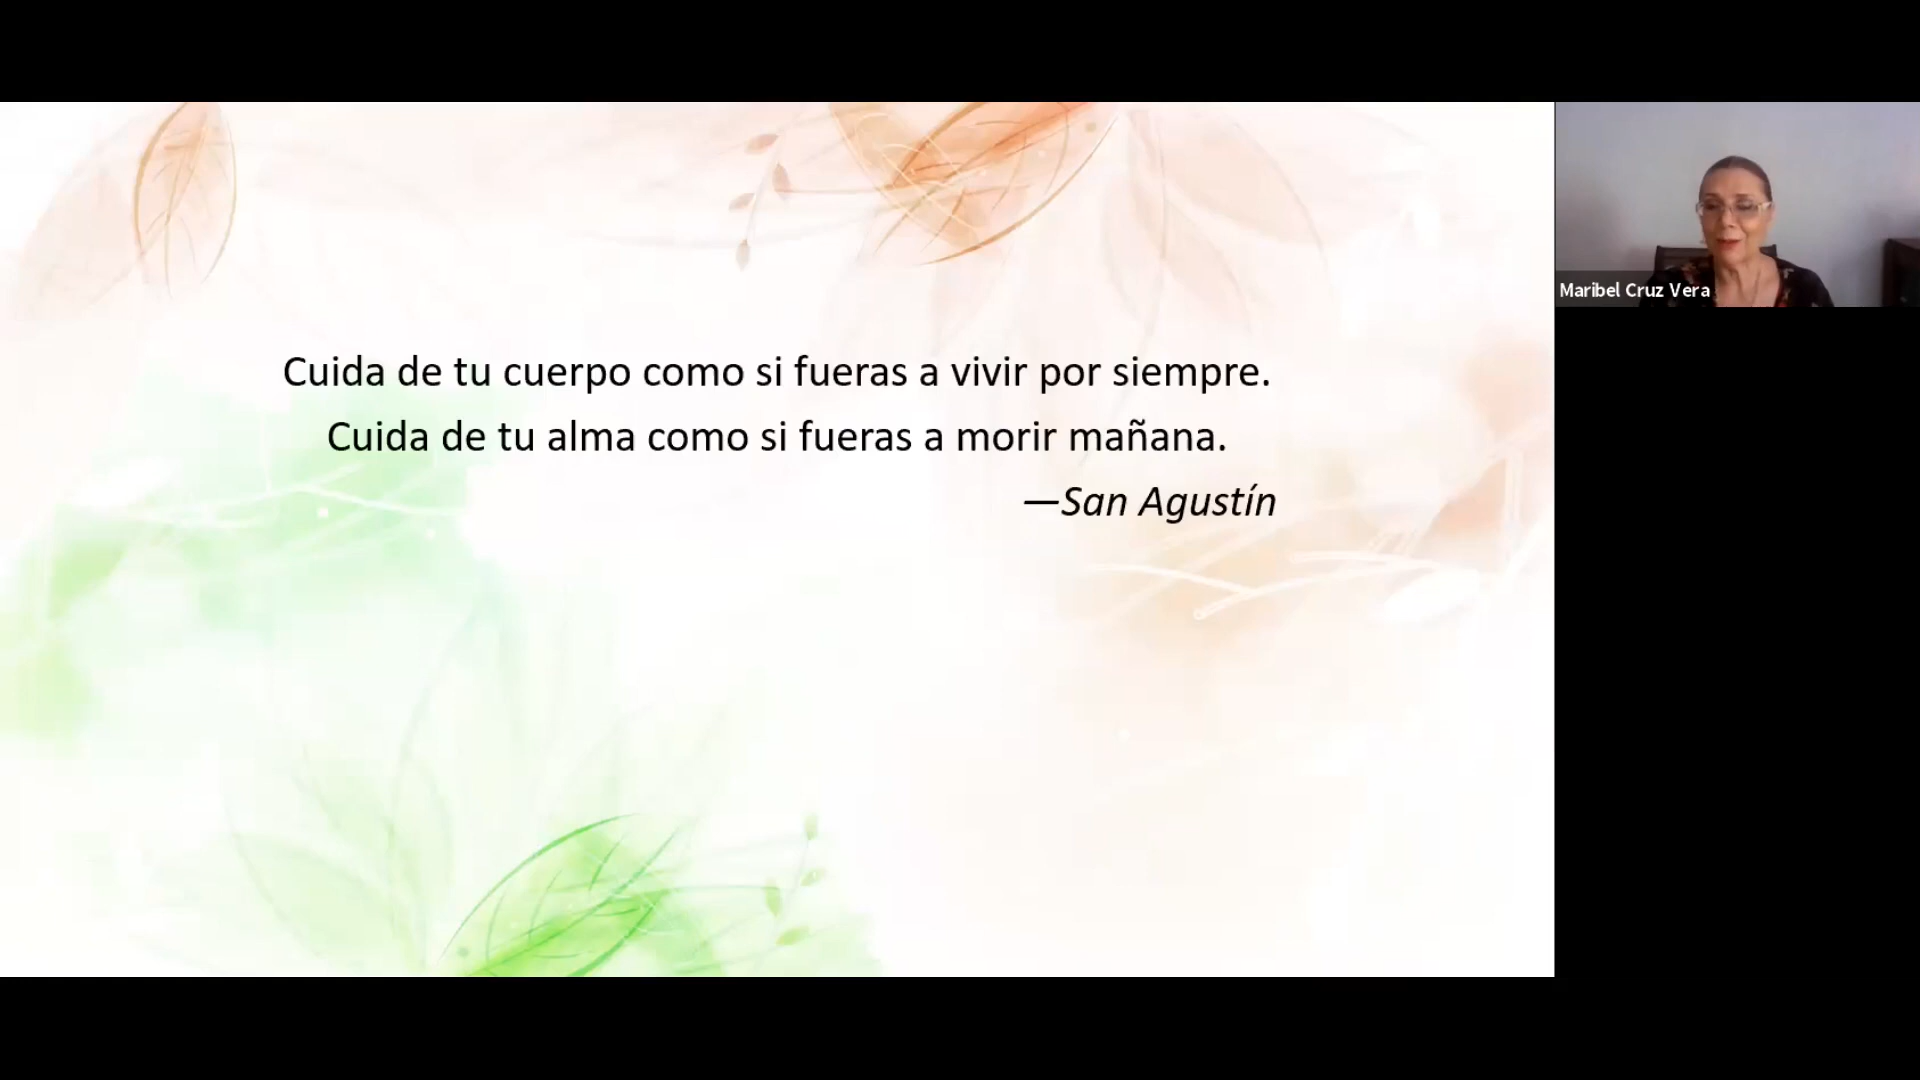 Cuida de tu cuerpo como si fueras a vivir por siempre.
Cuida de tu alma como si fueras a morir mañana.
—San Agustín
Maribel Cruz Vera